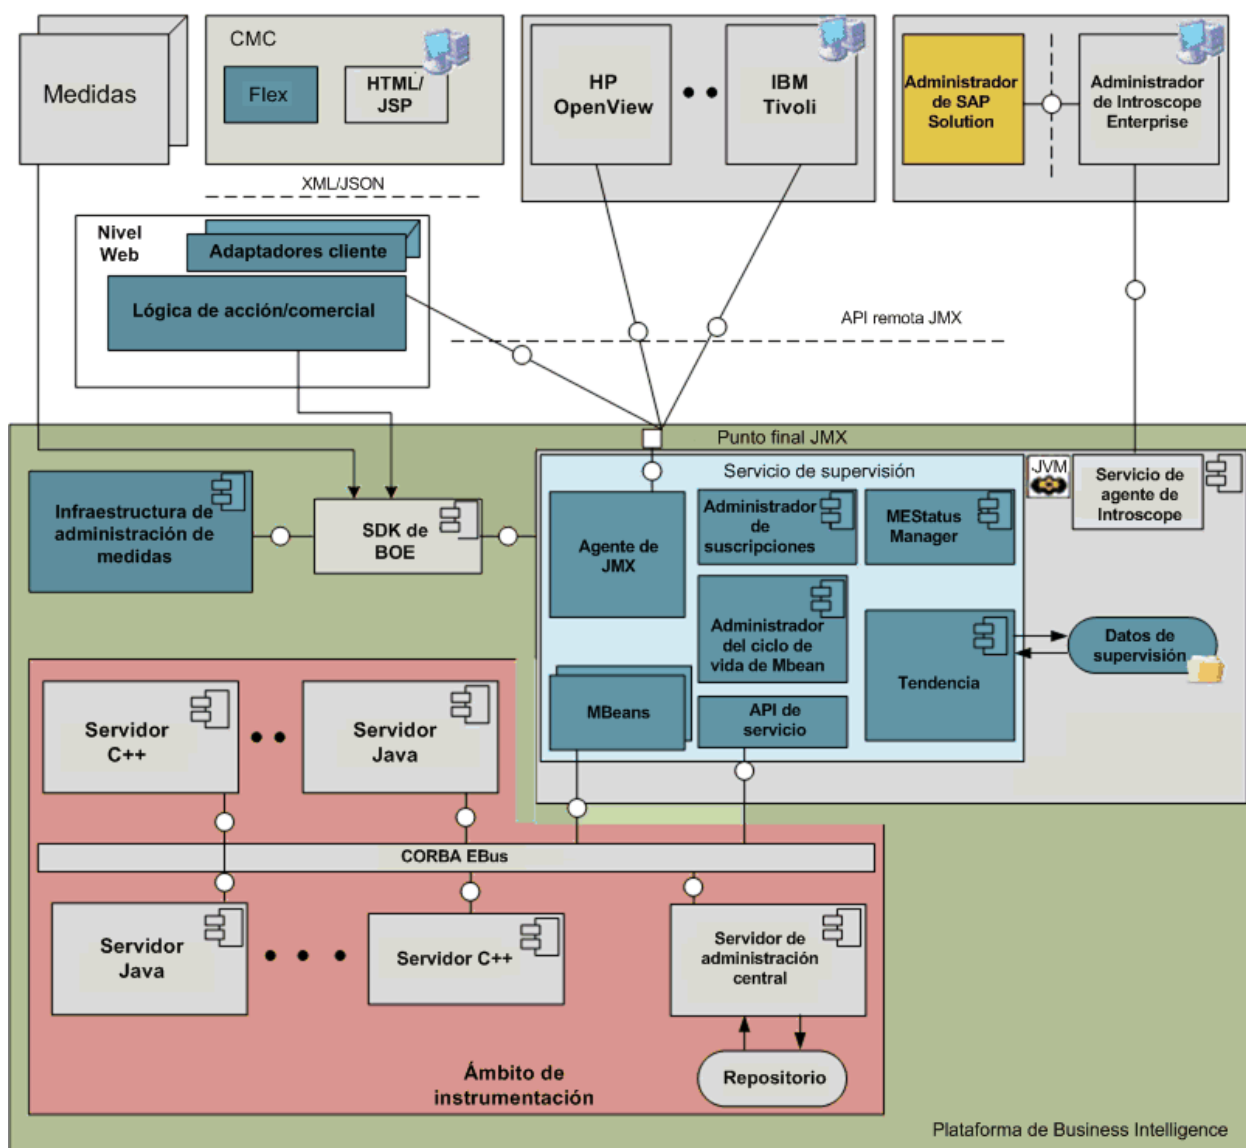 Medidas
CMC
Flex
HTML/
JSP
HP
OpenView
IBM
Tivoli
Administrador
de SAP
Solution
Administrador
de Introscope
Enterprise
XML/JSON
Nivel
Web
Adaptadores cliente
Lógica de acción/comercial
API remota JMX
Punto final JMX
Servicio de supervisión
JVM
Servicio de
agente de
Introscope
Infraestructura de
administración de
medidas
SDK de
BOE
Agente de
JMX
Administrador
de
suscripciones
MEStatus
Manager
Administrador
del ciclo de
vida de Mbean
Tendencia
Datos de
supervisión
MBeans
API de
servicio
Servidor
C++
Servidor
Java
CORBA EBus
Servidor
Java
Servidor C++
Servidor de
administración
central
Repositorio
Ámbito de
instrumentación
Plataforma de Business Intelligence